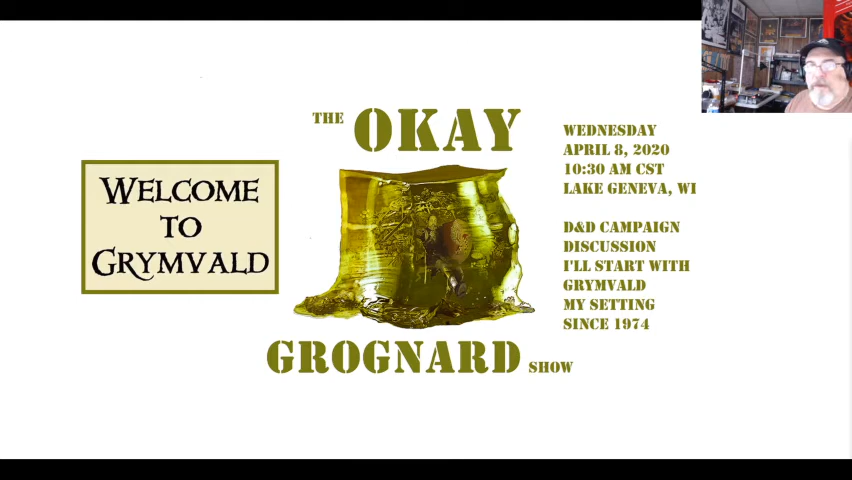 WELCOME
TO
GRYMVALD
THE OKAY
GROGNARD SHOW
WEDNESDAY
APRIL 8, 2020
10:30 AM CST
LAKE GENEVA, WI
D&D CAMPAIGN
DISCUSSION
I'LL START WITH
GRYMVALD
MY SETTING
SINCE 1974